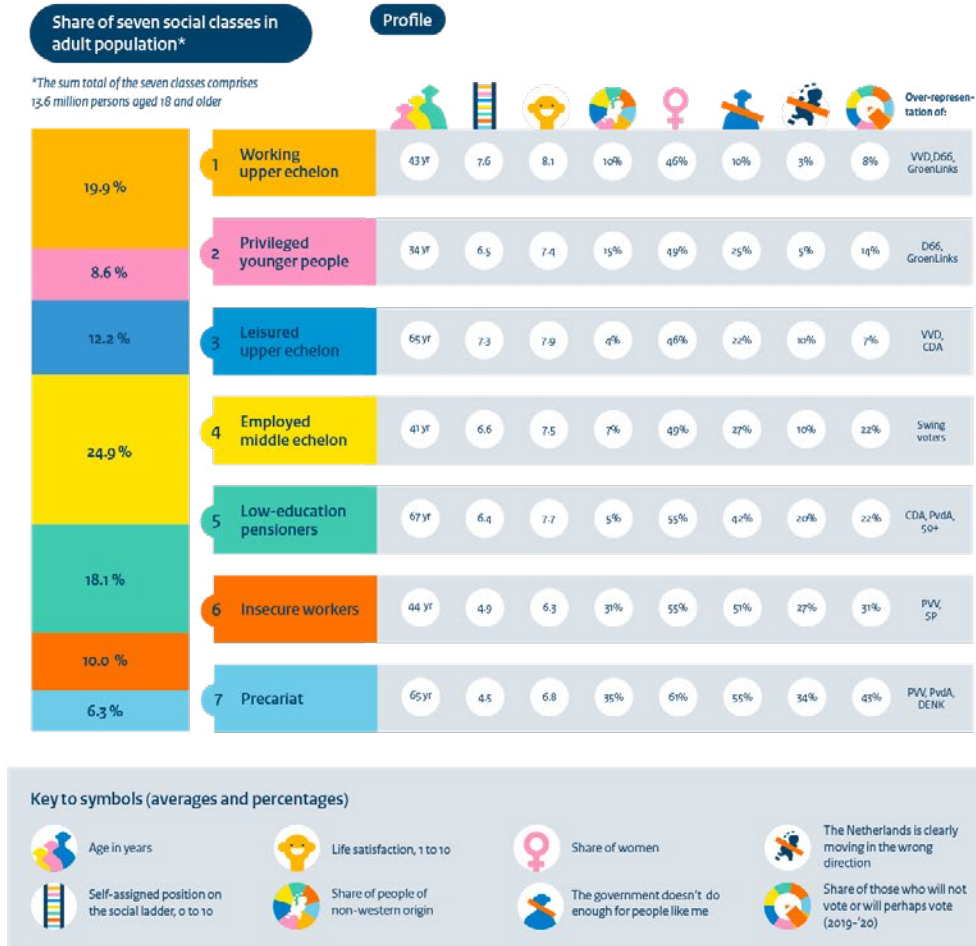 Share of seven social classes in
adult population*
Profile
*The sum total of the seven classes comprises
13.6 million persons aged 18 and older
Over-represen-
tation of:
19.9 %
1 Working
upper echelon
43 yr 7.6 8.1 10% 46% 10% 3% 8%
VVD,D66,
GroenLinks
8.6 %
2 Privileged
younger people
34 yr 6.5 7.4 15% 49% 25% 5% 14%
D66,
GroenLinks
12.2 %
3 Leisured
upper echelon
65 yr 7.3 7.9 4% 46% 22% 10% 7%
VVD,
CDA
24.9 %
4 Employed
middle echelon
41 yr 6.6 7.5 7% 49% 27% 10% 22%
Swing
voters
18.1 %
5 Low-education
pensioners
67 yr 6.4 7.7 5% 55% 42% 20% 22%
CDA, PvdA,
50+
10.0 %
6 Insecure workers
44 yr 4.9 6.3 31% 55% 51% 27% 31%
PVV,
SP
6.3 %
7 Precariat
65 yr 4.5 6.8 35% 61% 55% 34% 43%
PVV, PvdA,
DENK
Key to symbols (averages and percentages)
Age in years
Life satisfaction, 1 to 10
Share of women
The Netherlands is clearly
moving in the wrong
direction
Self-assigned position on
the social ladder, 0 to 10
Share of people of
non-western origin
The government doesn't do
enough for people like me
Share of those who will not
vote or will perhaps vote
(2019-'20)